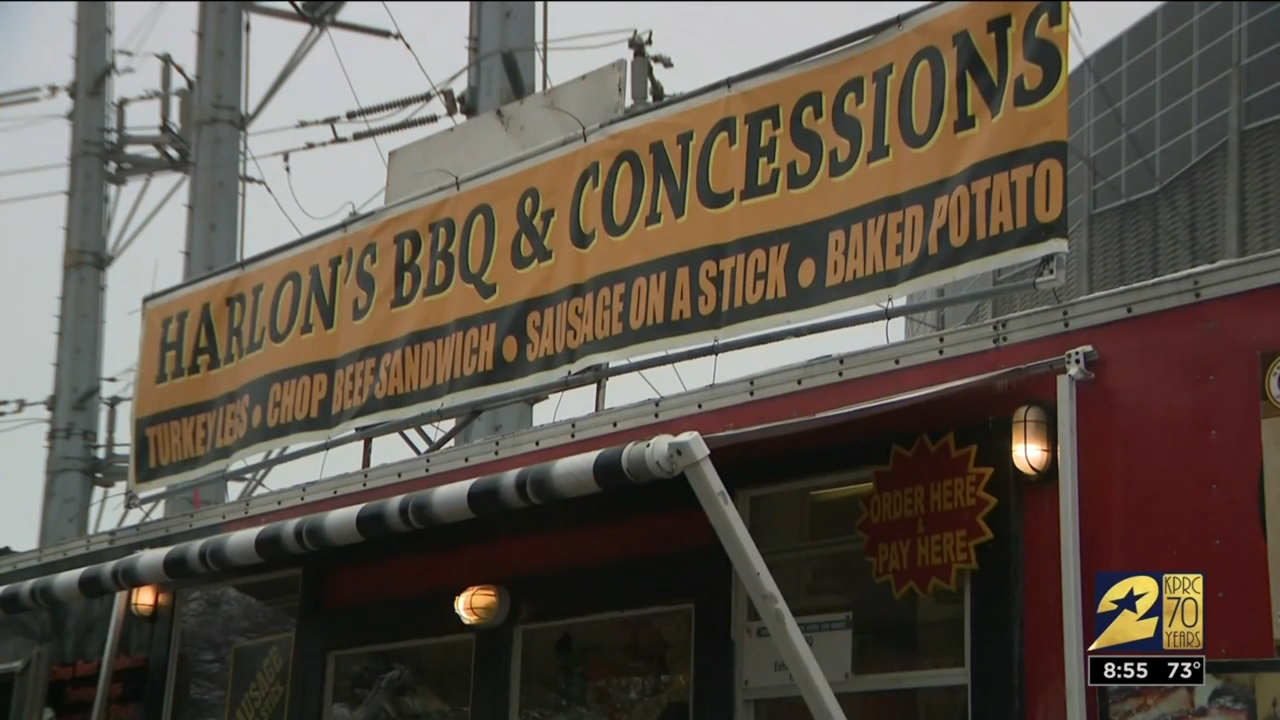 HARLON'S BBQ & CONCESSIONS
TURKEY LEGS • CHOP BEEF SANDWICH • SAUSAGE ON A STICK • BAKED POTATO
ORDER HERE
&
PAY HERE
SAUSAGE
2 KPRC
70
YEARS
8:55 73°